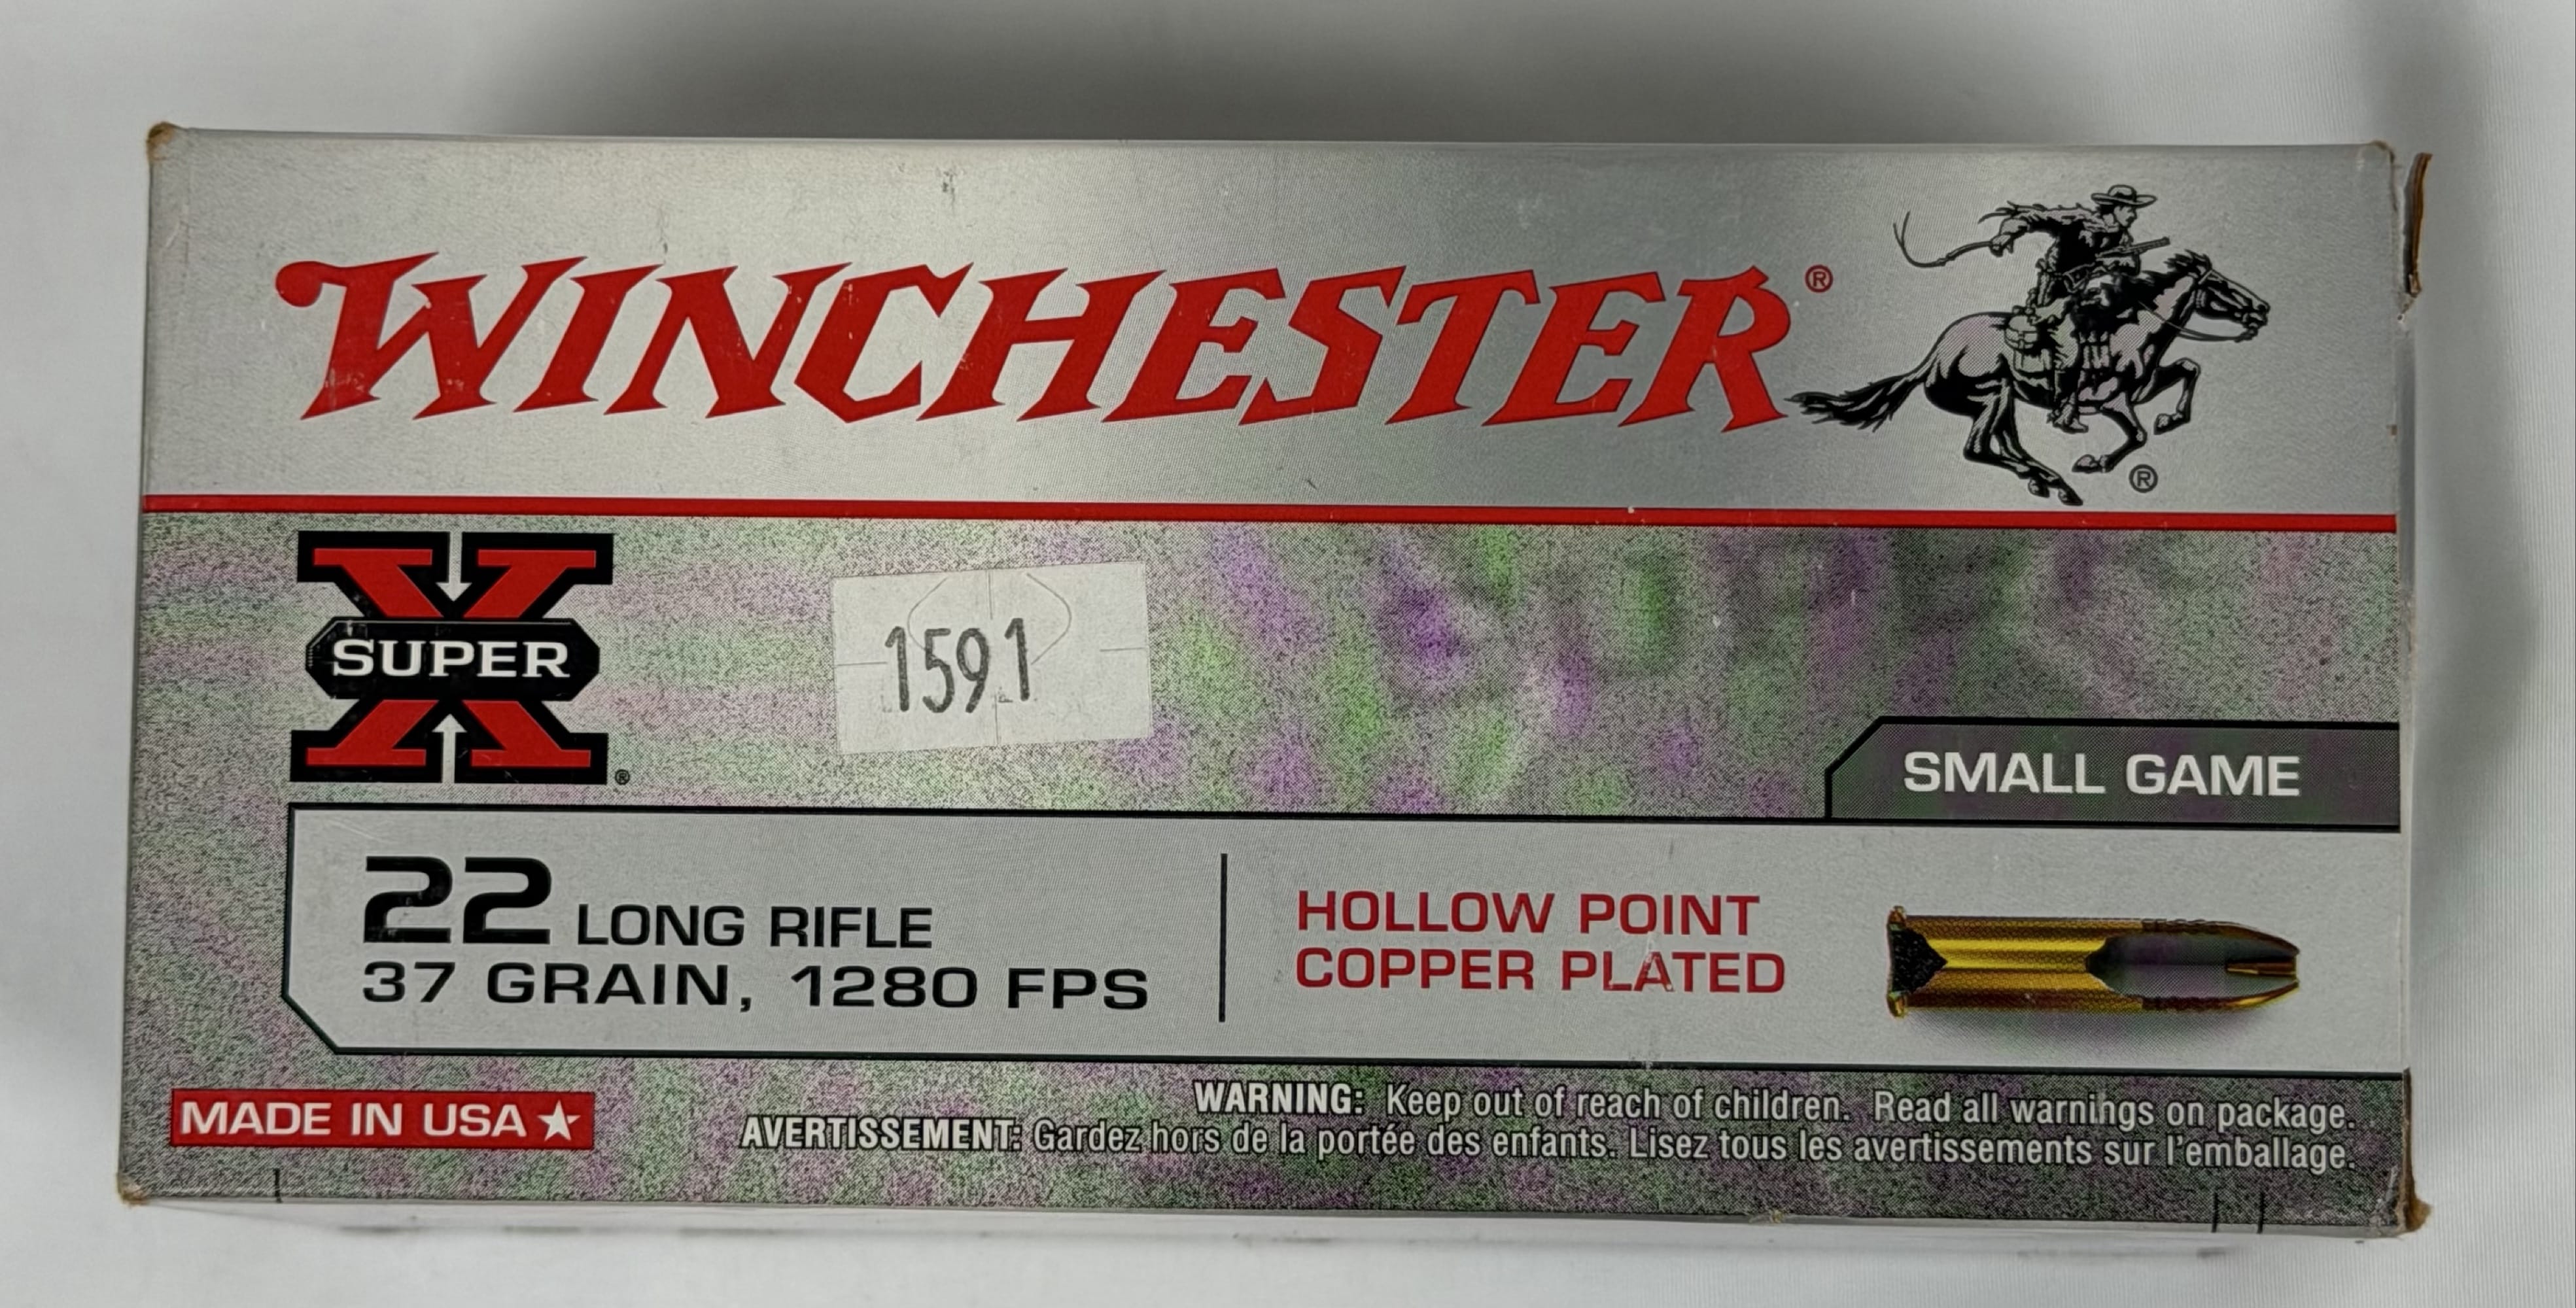 WINCHESTER®
®
SUPER X®
1591
SMALL GAME
22 LONG RIFLE
37 GRAIN, 1280 FPS
HOLLOW POINT
COPPER PLATED
MADE IN USA
WARNING: Keep out of reach of children. Read all warnings on package.
AVERTISSEMENT: Gardez hors de la portée des enfants. Lisez tous les avertissements sur l'emballage.